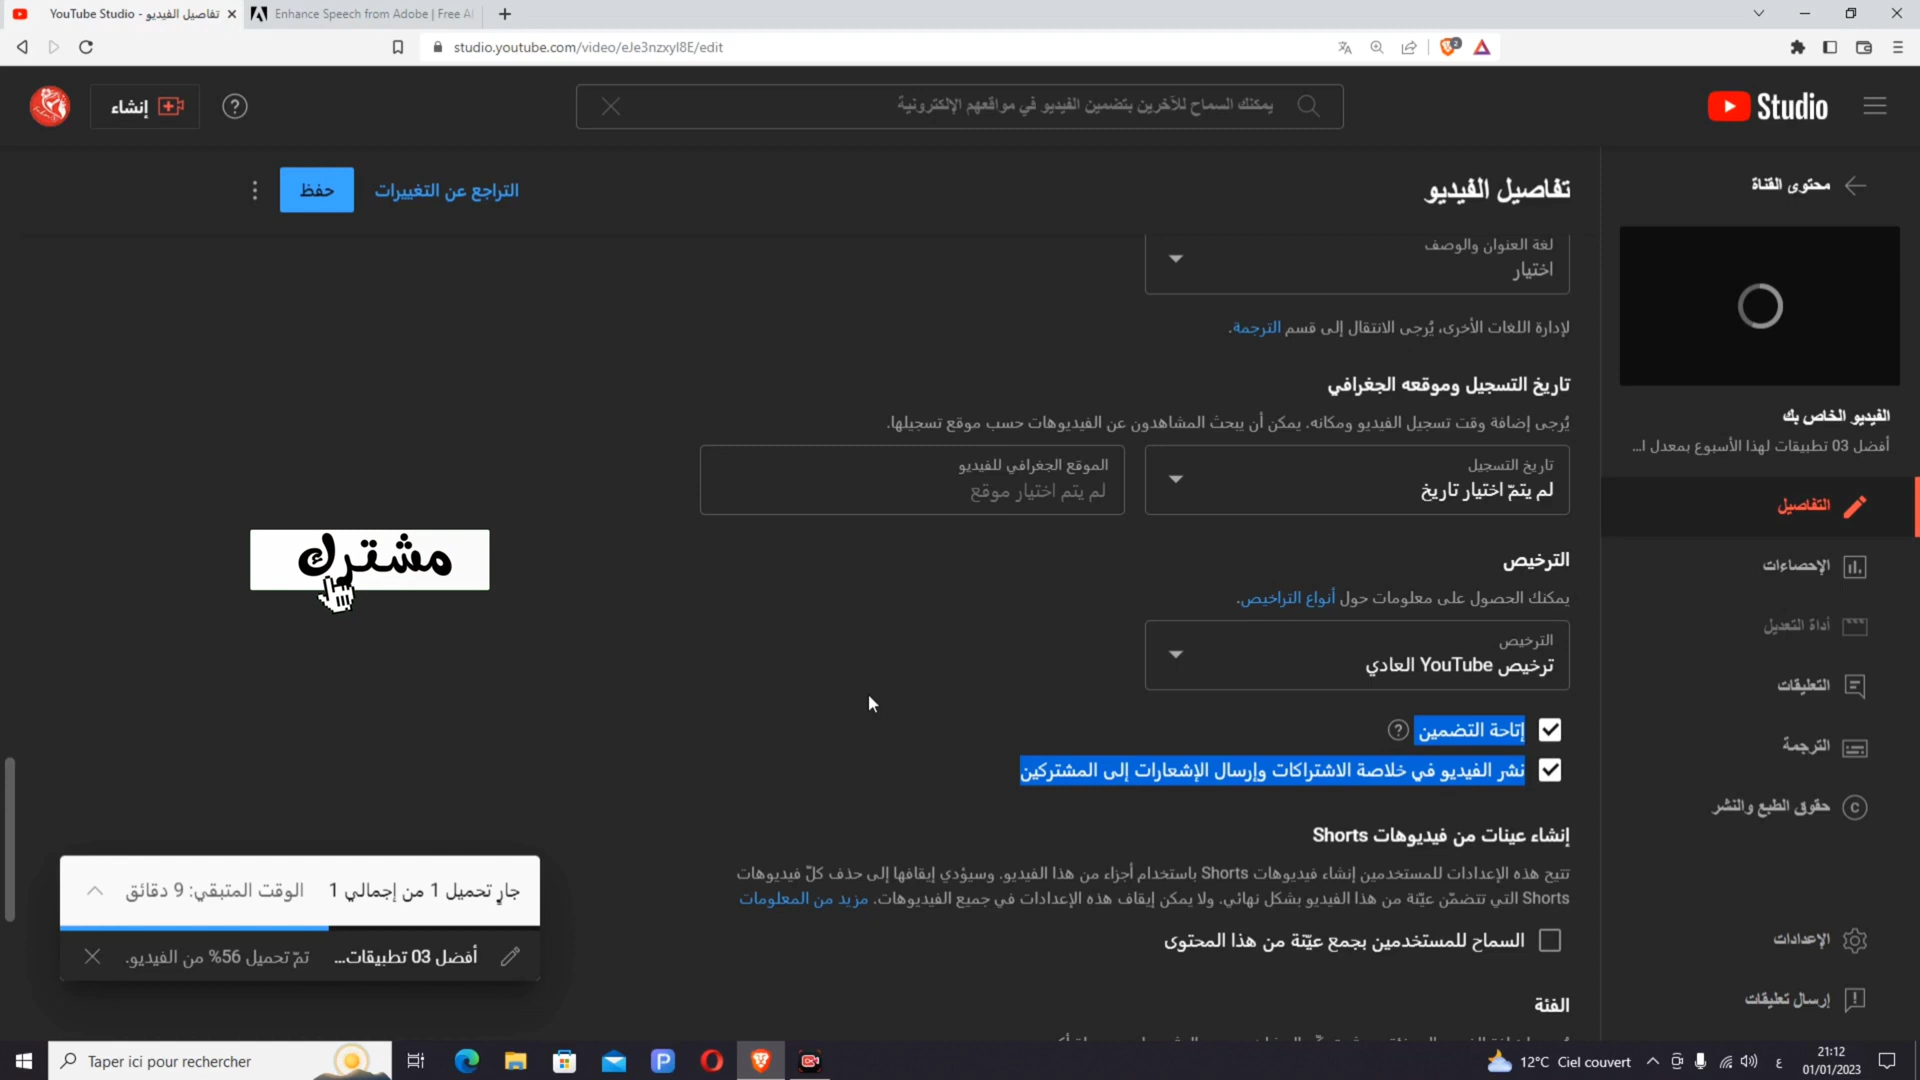 YouTube Studio - تفاصيل الفيديو
Enhance Speech from Adobe | Free A
studio.youtube.com/video/eJe3nzxyI8E/edit
2
Studio
يمكنك السماح للآخرين بتضمين الفيديو في مواقعهم الإلكترونية
إنشاء
محتوى القناة
تفاصيل الفيديو
التراجع عن التغييرات
حفظ
لغة العنوان والوصف
اختيار
لإدارة اللغات الأخرى، يُرجى الانتقال إلى قسم الترجمة.
تاريخ التسجيل وموقعه الجغرافي
يُرجى إضافة وقت تسجيل الفيديو ومكانه. يمكن أن يبحث المشاهدون عن الفيديوهات حسب موقع تسجيلها.
تاريخ التسجيل
لم يتمّ اختيار تاريخ
الموقع الجغرافي للفيديو
لم يتم اختيار موقع
الترخيص
يمكنك الحصول على معلومات حول أنواع التراخيص.
الترخيص
ترخيص YouTube العادي
إتاحة التضمين
نشر الفيديو في خلاصة الاشتراكات وإرسال الإشعارات إلى المشتركين
إنشاء عينات من فيديوهات Shorts
تتيح هذه الإعدادات للمستخدمين إنشاء فيديوهات Shorts باستخدام أجزاء من هذا الفيديو. وسيؤدي إيقافها إلى حذف كلّ فيديوهات
Shorts التي تتضمّن عيّنة من هذا الفيديو بشكل نهائي. ولا يمكن إيقاف هذه الإعدادات في جميع الفيديوهات. مزيد من المعلومات
السماح للمستخدمين بجمع عيّنة من هذا المحتوى
الفئة
الفيديو الخاص بك
أفضل 03 تطبيقات لهذا الأسبوع بمعدل ا...
التفاصيل
الإحصاءات
أداة التعديل
التعليقات
الترجمة
حقوق الطبع والنشر
الإعدادات
إرسال تعليقات
مشترك
جارٍ تحميل 1 من إجمالي 1
الوقت المتبقي: 9 دقائق
أفضل 03 تطبيقات...
تمّ تحميل 56% من الفيديو.
Taper ici pour rechercher
12°C Ciel couvert
ع
21:12
01/01/2023